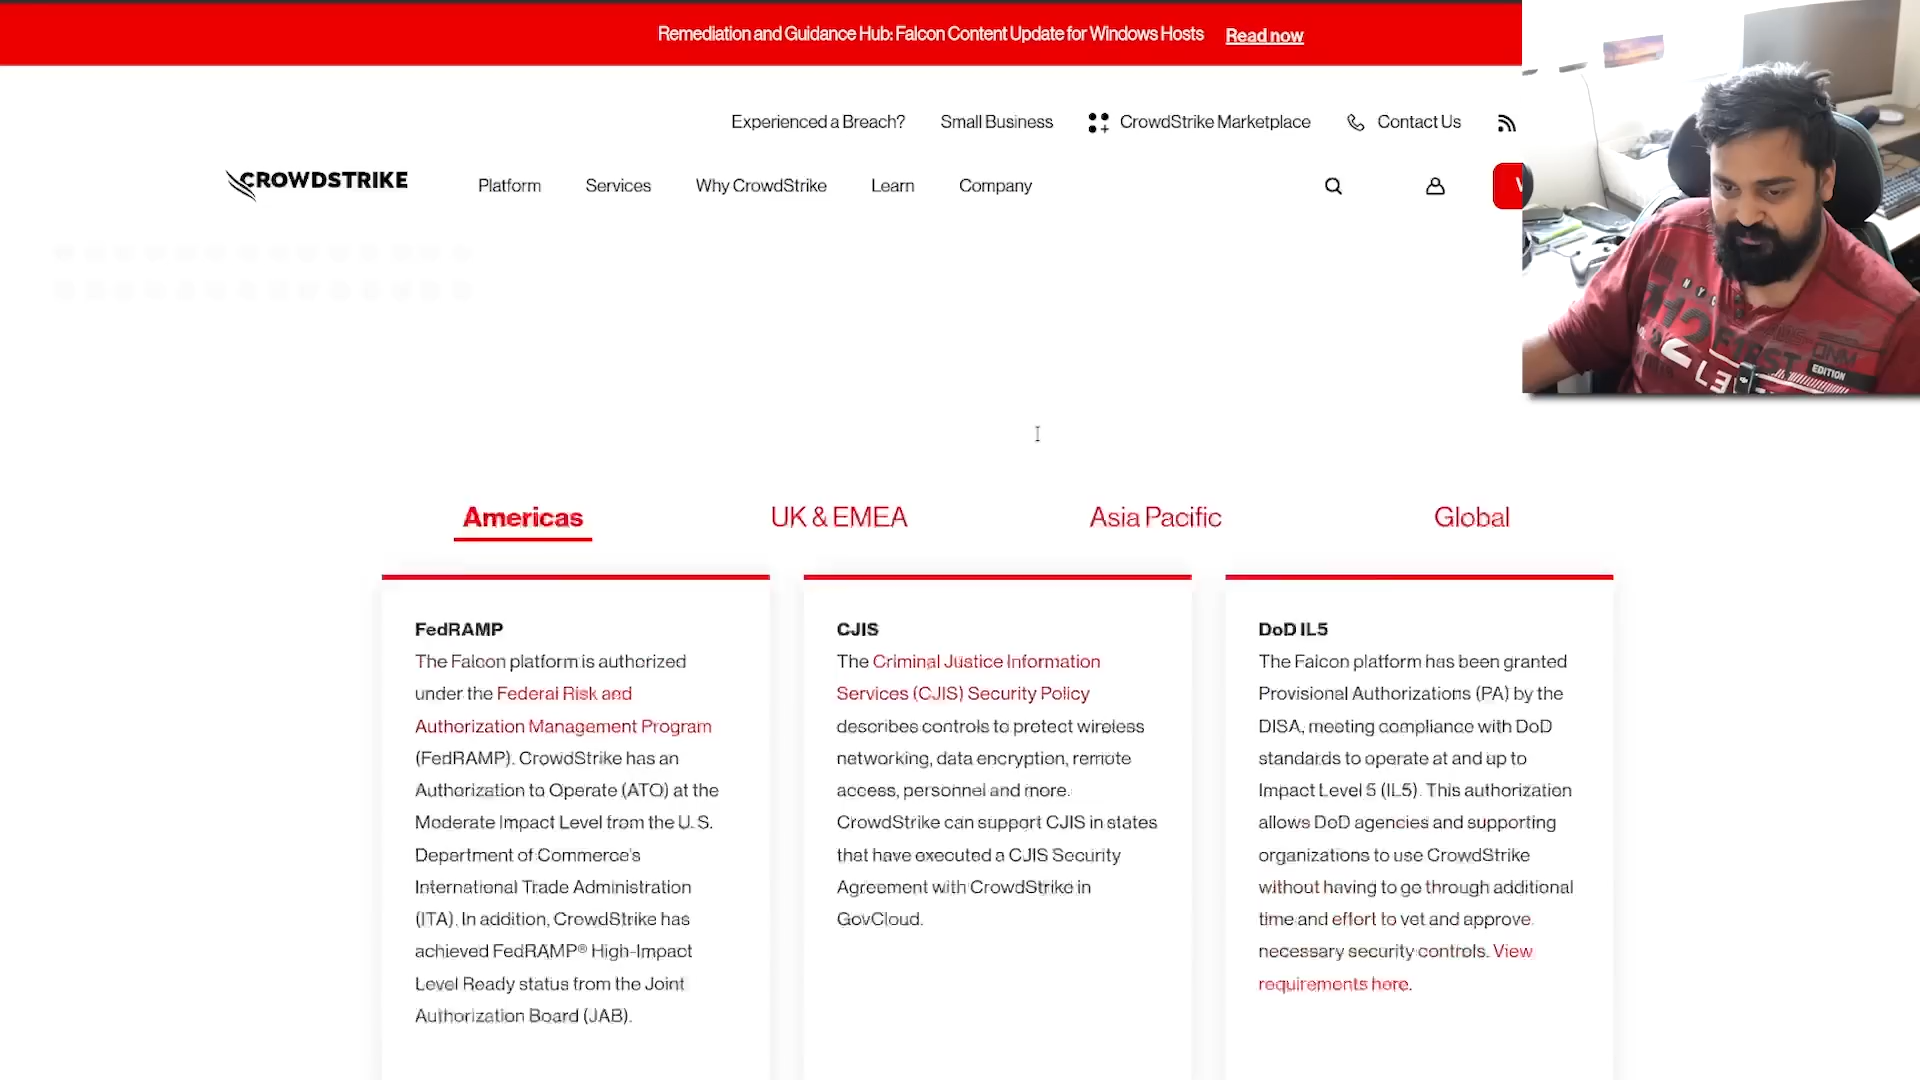 Remediation and Guidance Hub: Falcon Content Update for Windows Hosts Read now
Experienced a Breach? Small Business CrowdStrike Marketplace Contact Us
CROWDSTRIKE Platform Services Why CrowdStrike Learn Company
Americas UK & EMEA Asia Pacific Global
FedRAMP
The Falcon platform is authorized
under the Federal Risk and
Authorization Management Program
(FedRAMP). CrowdStrike has an
Authorization to Operate (ATO) at the
Moderate Impact Level from the U.S.
Department of Commerce's
International Trade Administration
(ITA). In addition, CrowdStrike has
achieved FedRAMP® High-Impact
Level Ready status from the Joint
Authorization Board (JAB).
CJIS
The Criminal Justice Information
Services (CJIS) Security Policy
describes controls to protect wireless
networking, data encryption, remote
access, personnel and more.
CrowdStrike can support CJIS in states
that have executed a CJIS Security
Agreement with CrowdStrike in
GovCloud.
DoD IL5
The Falcon platform has been granted
Provisional Authorizations (PA) by the
DISA, meeting compliance with DoD
standards to operate at and up to
Impact Level 5 (IL5). This authorization
allows DoD agencies and supporting
organizations to use CrowdStrike
without having to go through additional
time and effort to vet and approve
necessary security controls. View
requirements here.
NYC
F1RST
EDITION